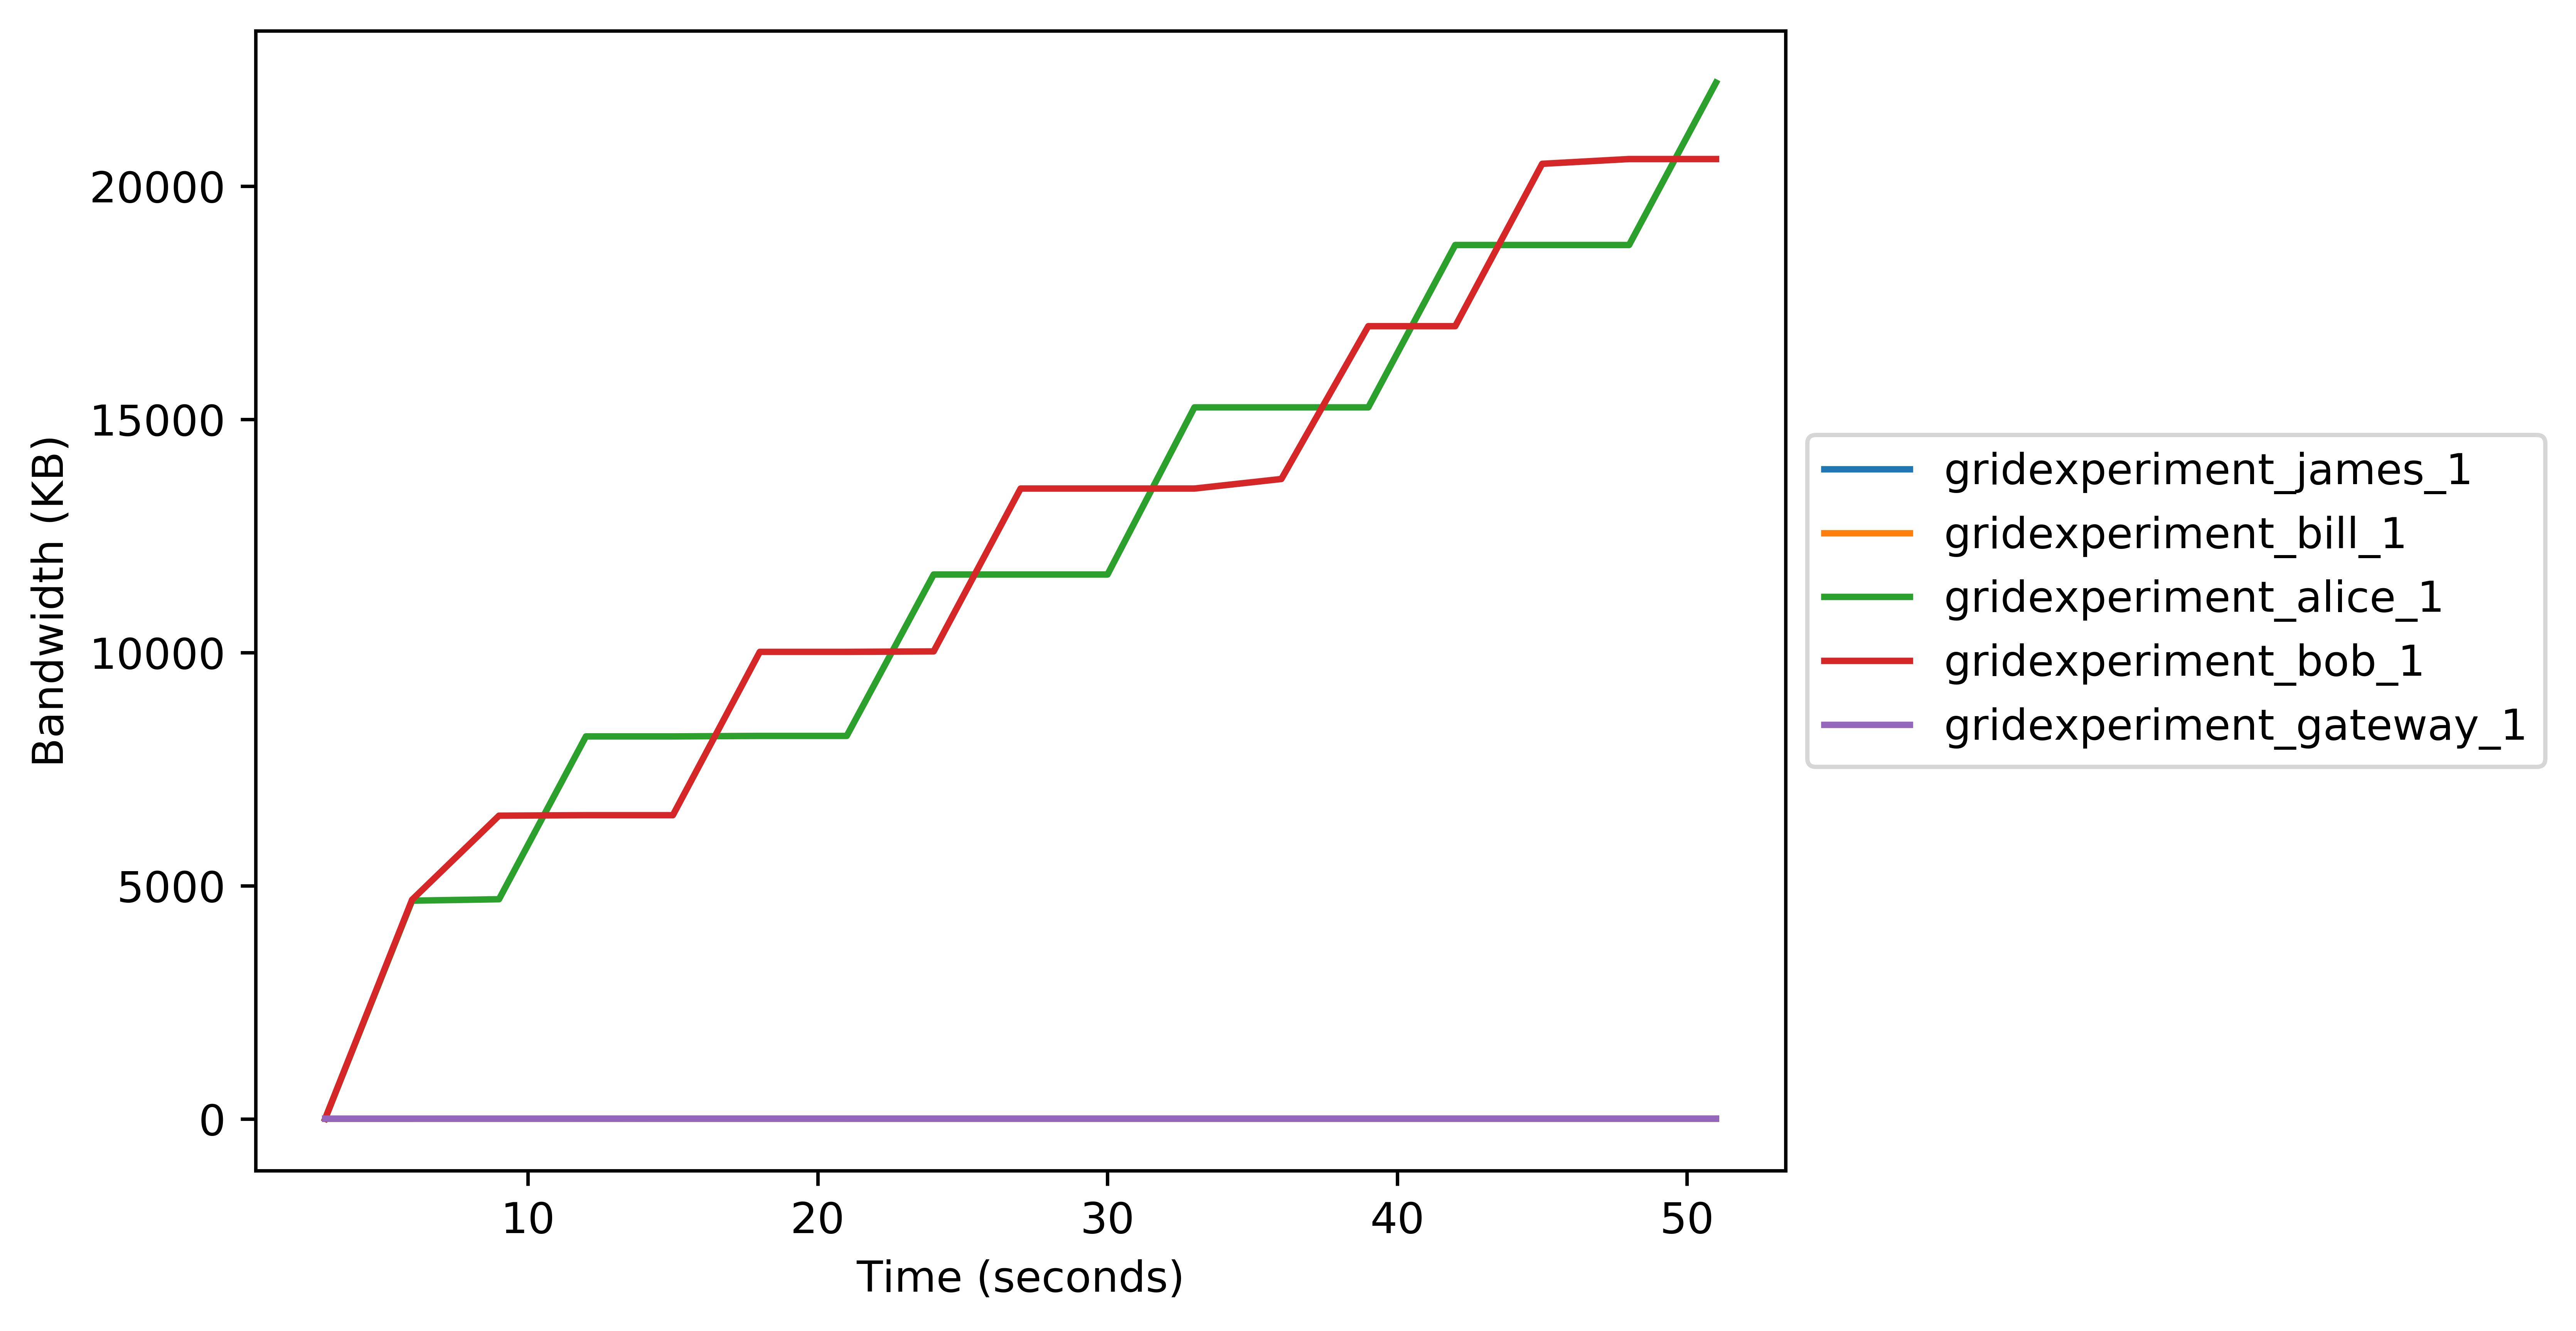 20000
15000
10000
5000
0
Bandwidth (KB)
10 20 30 40 50
Time (seconds)
gridexperiment_james_1
gridexperiment_bill_1
gridexperiment_alice_1
gridexperiment_bob_1
gridexperiment_gateway_1